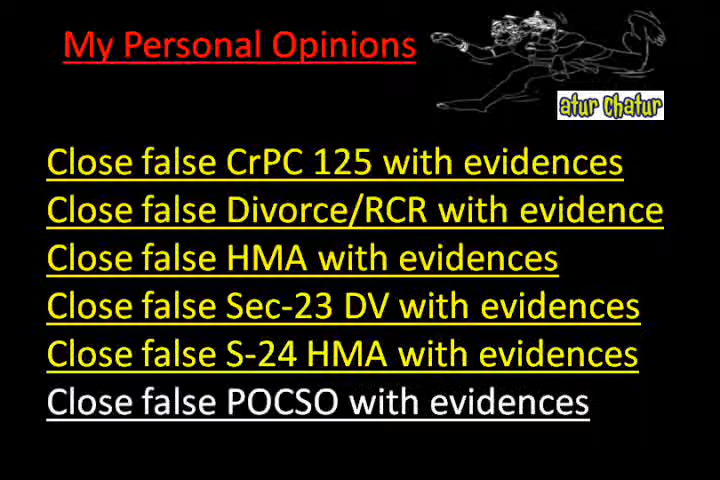 My Personal Opinions
atur Chatur
Close false CrPC 125 with evidences
Close false Divorce/RCR with evidence
Close false HMA with evidences
Close false Sec-23 DV with evidences
Close false S-24 HMA with evidences
Close false POCSO with evidences